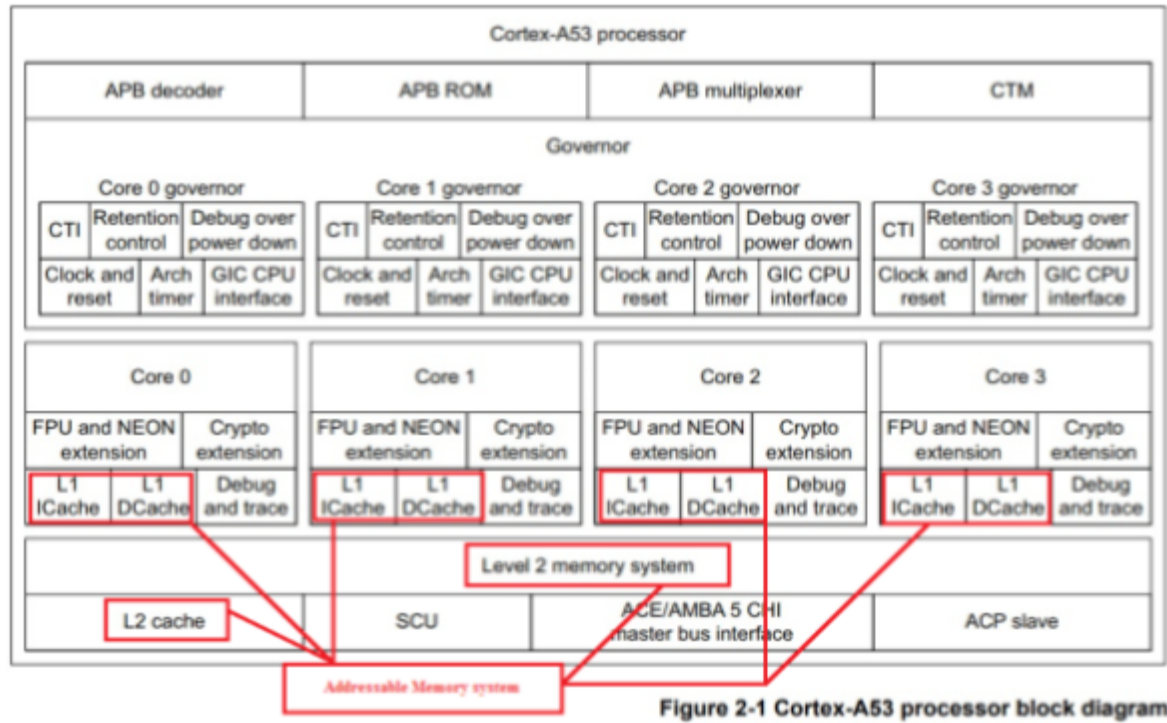 Cortex-A53 processor
APB decoder APB ROM APB multiplexer CTM
Governor
Core 0 governor Core 1 governor Core 2 governor Core 3 governor
CTI Retention control Debug over power down CTI Retention control Debug over power down CTI Retention control Debug over power down CTI Retention control Debug over power down
Clock and reset Arch timer GIC CPU interface Clock and reset Arch timer GIC CPU interface Clock and reset Arch timer GIC CPU interface Clock and reset Arch timer GIC CPU interface
Core 0 Core 1 Core 2 Core 3
FPU and NEON extension Crypto extension FPU and NEON extension Crypto extension FPU and NEON extension Crypto extension FPU and NEON extension Crypto extension
L1 ICache L1 DCache Debug and trace L1 ICache L1 DCache Debug and trace L1 ICache L1 DCache Debug and trace L1 ICache L1 DCache Debug and trace
Level 2 memory system
L2 cache SCU ACE/AMBA 5 CHI master bus interface ACP slave
Addressable Memory system
Figure 2-1 Cortex-A53 processor block diagram